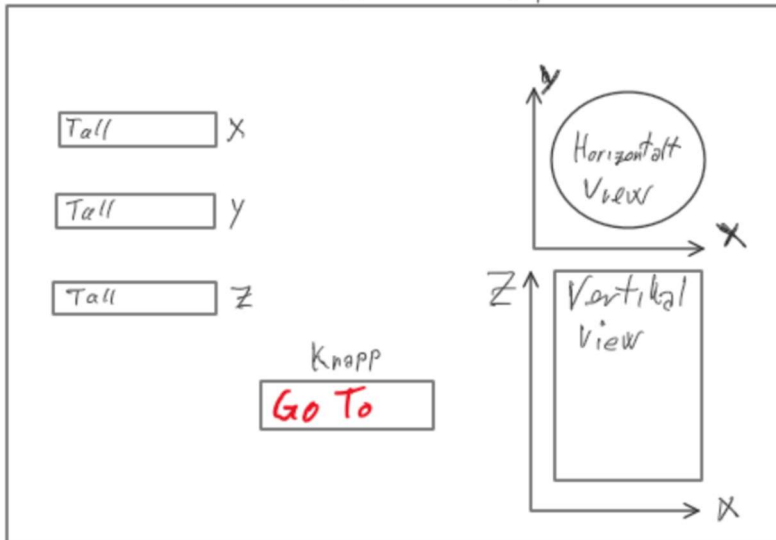 Tall X
Tall Y
Tall Z
Knapp
Go To
y
Horizontalt
View
X
Z
Vertikal
View
X